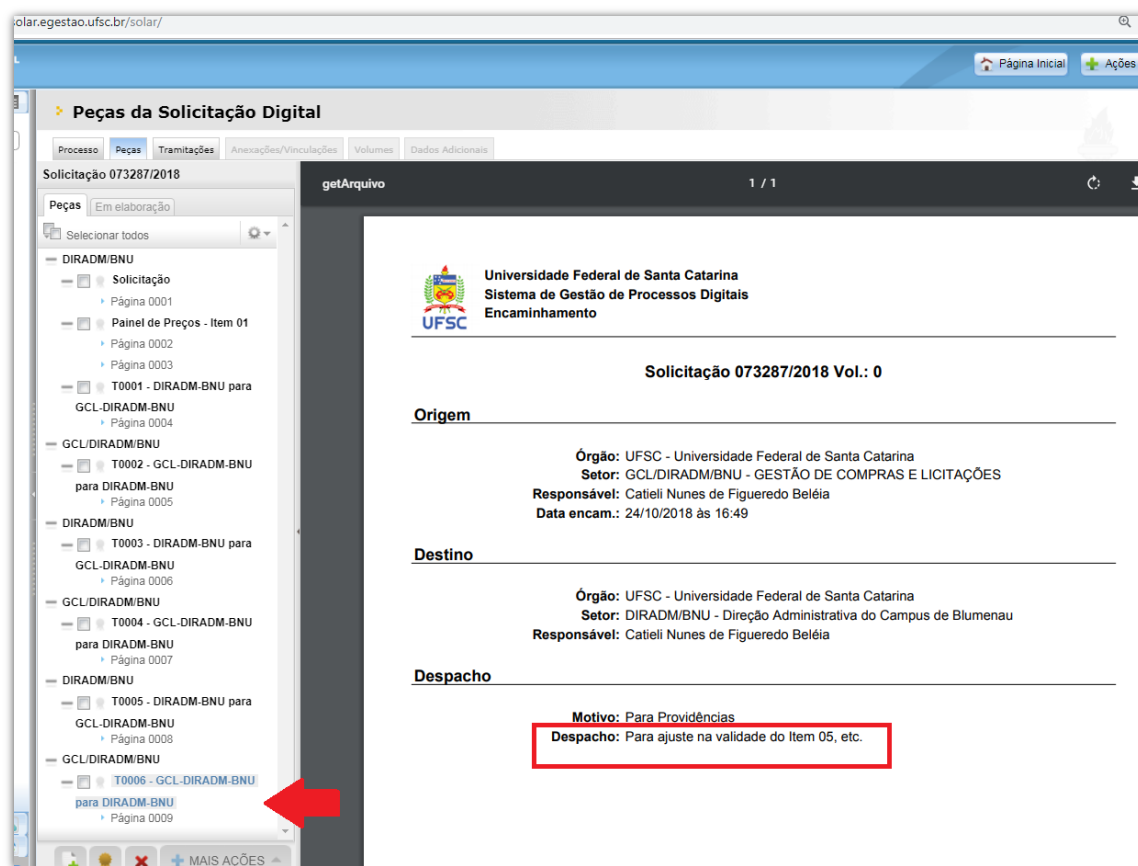 solar.egestao.ufsc.br/solar/
Página Inicial
Ações
Peças da Solicitação Digital
Processo Peças Tramitações Anexações/Vinculações Volumes Dados Adicionais
Solicitação 073287/2018
Peças Em elaboração
Selecionar todos
DIRADM/BNU
Solicitação
Página 0001
Painel de Preços - Item 01
Página 0002
Página 0003
T0001 - DIRADM-BNU para
GCL-DIRADM-BNU
Página 0004
GCL/DIRADM/BNU
T0002 - GCL-DIRADM-BNU
para DIRADM-BNU
Página 0005
DIRADM/BNU
T0003 - DIRADM-BNU para
GCL-DIRADM-BNU
Página 0006
GCL/DIRADM/BNU
T0004 - GCL-DIRADM-BNU
para DIRADM-BNU
Página 0007
DIRADM/BNU
T0005 - DIRADM-BNU para
GCL-DIRADM-BNU
Página 0008
GCL/DIRADM/BNU
T0006 - GCL-DIRADM-BNU
para DIRADM-BNU
Página 0009
MAIS AÇÕES
getArquivo 1 / 1
UFSC
Universidade Federal de Santa Catarina
Sistema de Gestão de Processos Digitais
Encaminhamento
Solicitação 073287/2018 Vol.: 0
Origem
Órgão: UFSC - Universidade Federal de Santa Catarina
Setor: GCL/DIRADM/BNU - GESTÃO DE COMPRAS E LICITAÇÕES
Responsável: Catieli Nunes de Figueredo Beléia
Data encam.: 24/10/2018 às 16:49
Destino
Órgão: UFSC - Universidade Federal de Santa Catarina
Setor: DIRADM/BNU - Direção Administrativa do Campus de Blumenau
Responsável: Catieli Nunes de Figueredo Beléia
Despacho
Motivo: Para Providências
Despacho: Para ajuste na validade do Item 05, etc.